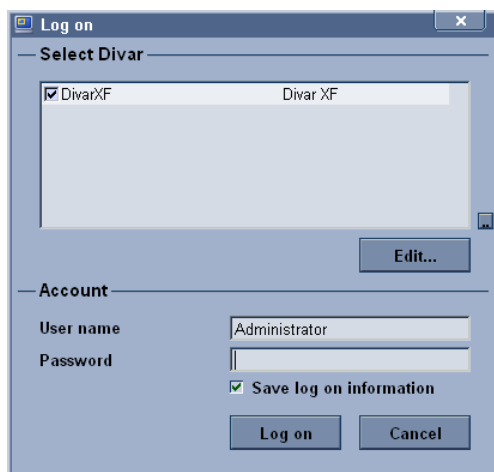 Log on
Select Divar
DivarXF Divar XF
..
Edit...
Account
User name Administrator
Password
Save log on information
Log on Cancel